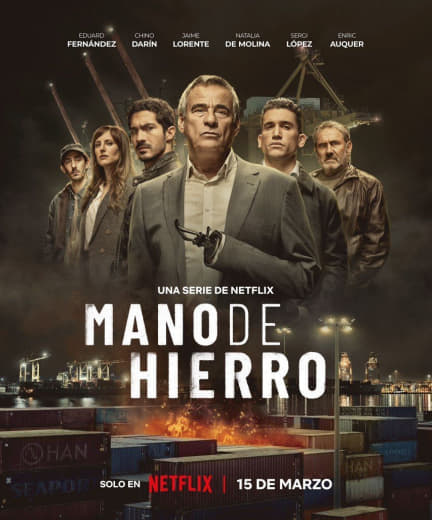 EDUARD CHINO JAIME NATALIA SERGI ENRIC
FERNÁNDEZ DARÍN LORENTE DE MOLINA LÓPEZ AUQUER
UNA SERIE DE NETFLIX
MANO DE
HIERRO
HAN
SEAPOR
SOLO EN NETFLIX | 15 DE MARZO